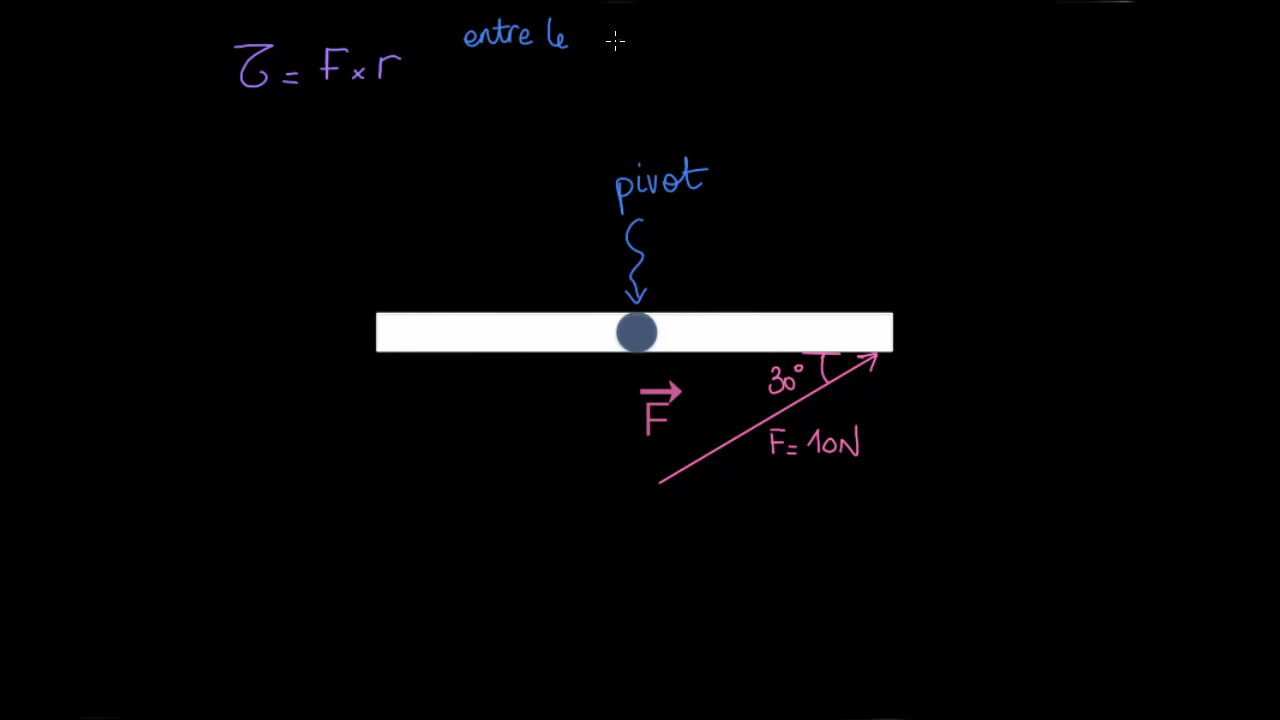 entre le
τ = F × r
pivot
30°
F
F = 10N